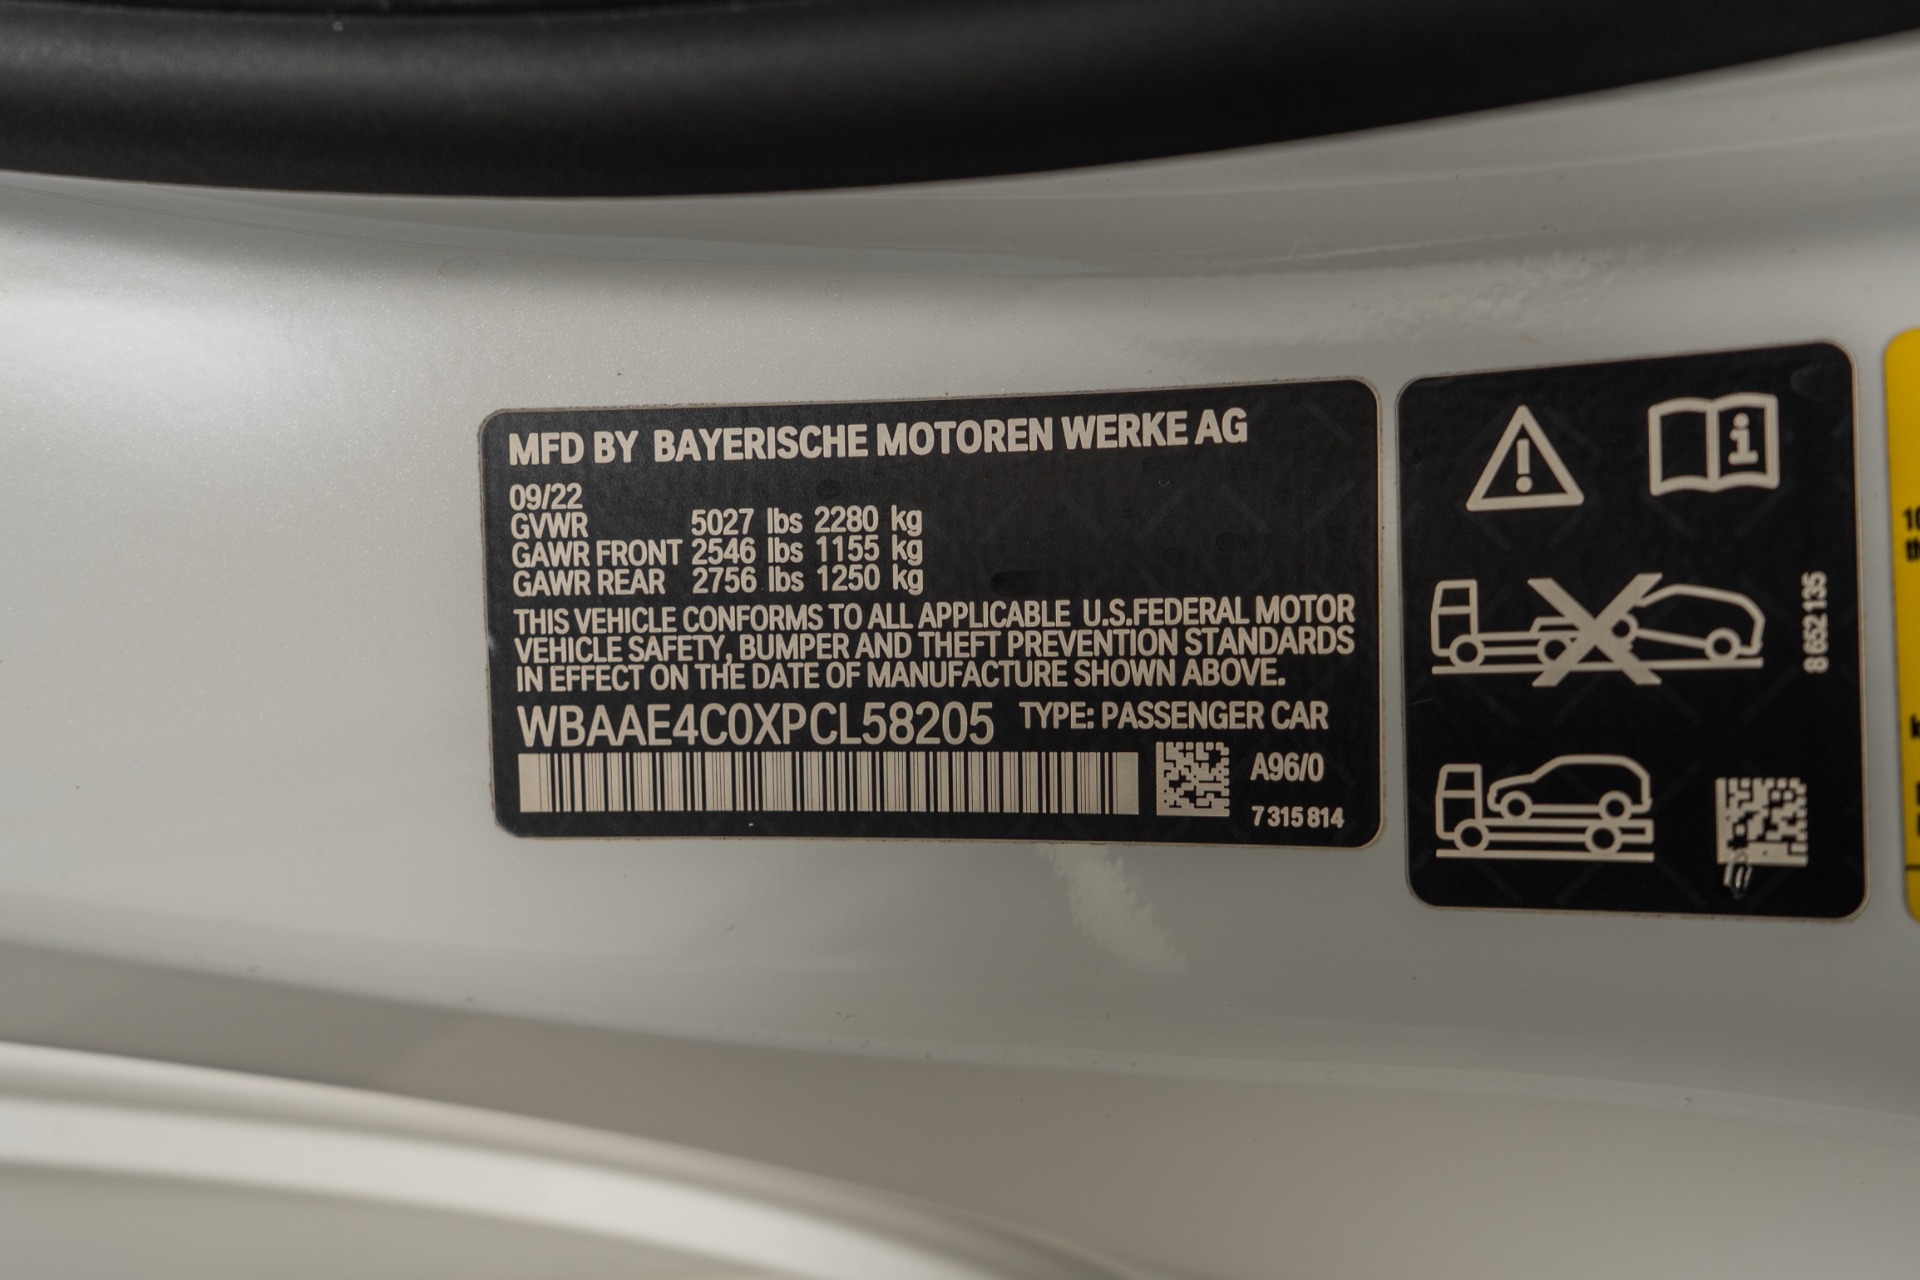 MFD BY BAYERISCHE MOTOREN WERKE AG
09/22
GVWR 5027 lbs 2280 kg
GAWR FRONT 2546 lbs 1155 kg
GAWR REAR 2756 lbs 1250 kg
THIS VEHICLE CONFORMS TO ALL APPLICABLE U.S.FEDERAL MOTOR
VEHICLE SAFETY, BUMPER AND THEFT PREVENTION STANDARDS
IN EFFECT ON THE DATE OF MANUFACTURE SHOWN ABOVE.
WBAAE4C0XPCL58205 TYPE: PASSENGER CAR
A96/0
7 315 814
8 652 135